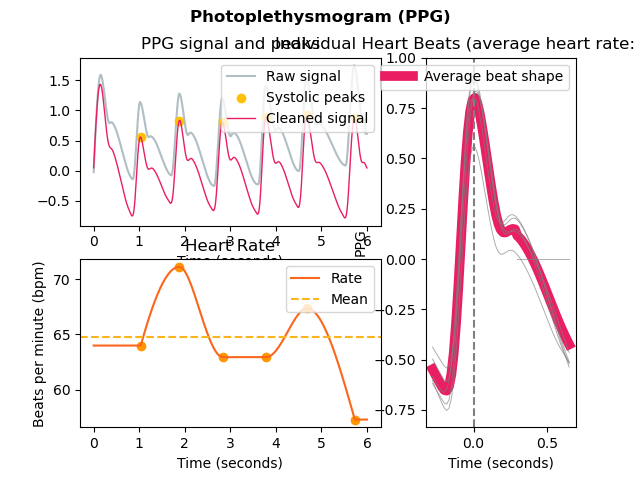 Photoplethysmogram (PPG)
PPG signal and peaks
Individual Heart Beats (average heart rate:
Raw signal
Systolic peaks
Cleaned signal
1.5
1.0
0.5
0.0
−0.5
0 1 2 3 4 5 6
Time (seconds)
Heart Rate
Rate
Mean
70
65
60
Beats per minute (bpm)
0 1 2 3 4 5 6
Time (seconds)
Average beat shape
1.00
0.75
0.50
0.25
0.00
−0.25
−0.50
−0.75
PPG
0.0 0.5
Time (seconds)